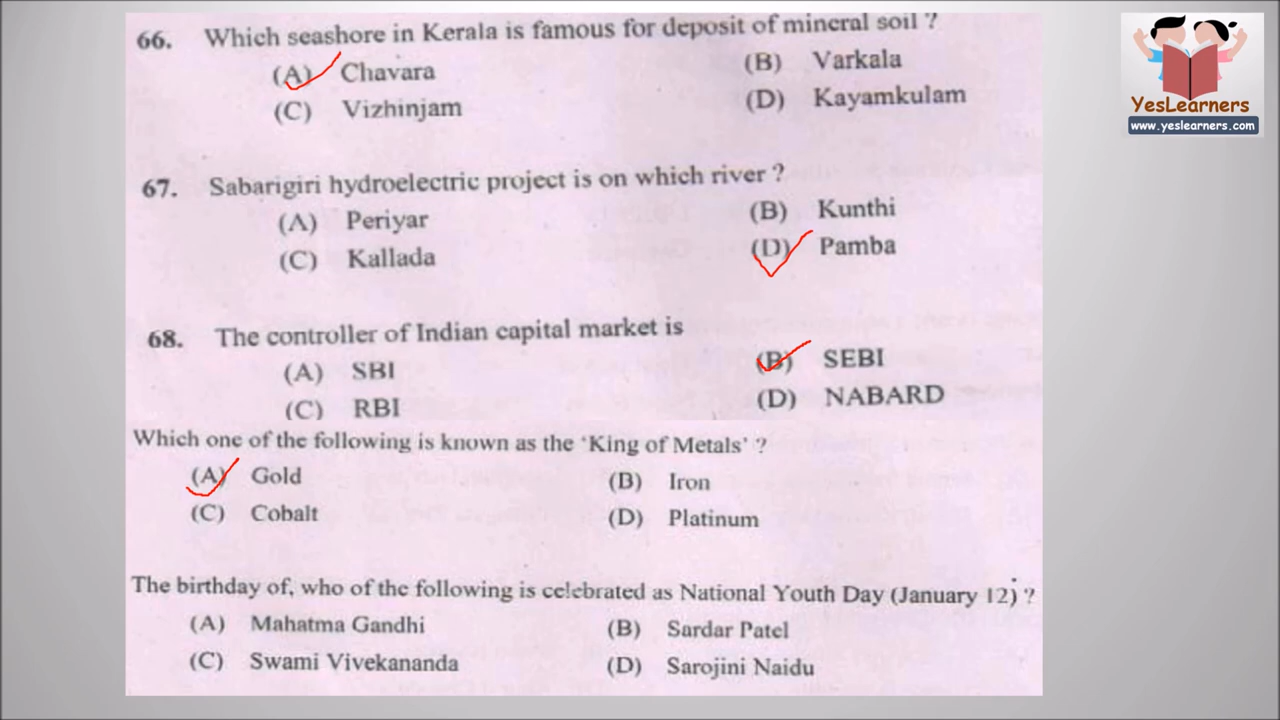 66. Which seashore in Kerala is famous for deposit of mineral soil ?
(A) Chavara (B) Varkala
(C) Vizhinjam (D) Kayamkulam
67. Sabarigiri hydroelectric project is on which river ?
(A) Periyar (B) Kunthi
(C) Kallada (D) Pamba
68. The controller of Indian capital market is
(A) SBI (B) SEBI
(C) RBI (D) NABARD
Which one of the following is known as the ‘King of Metals’ ?
(A) Gold (B) Iron
(C) Cobalt (D) Platinum
The birthday of, who of the following is celebrated as National Youth Day (January 12) ?
(A) Mahatma Gandhi (B) Sardar Patel
(C) Swami Vivekananda (D) Sarojini Naidu
YesLearners
www.yeslearners.com